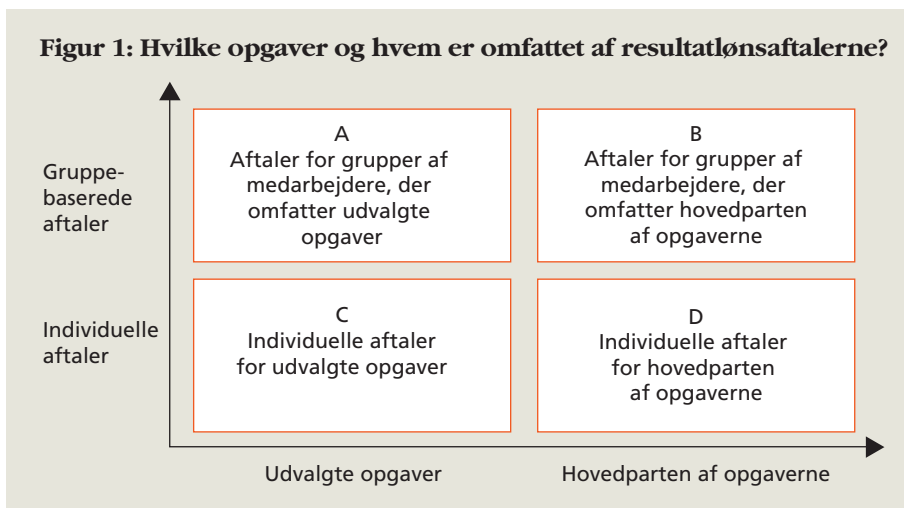 Figur 1: Hvilke opgaver og hvem er omfattet af resultatlønsaftalerne?
Gruppe-
baserede
aftaler
A
Aftaler for grupper af
medarbejdere, der
omfatter udvalgte
opgaver
B
Aftaler for grupper af
medarbejdere, der
omfatter hovedparten
af opgaverne
Individuelle
aftaler
C
Individuelle aftaler
for udvalgte opgaver
D
Individuelle aftaler
for hovedparten
af opgaverne
Udvalgte opgaver
Hovedparten af opgaverne